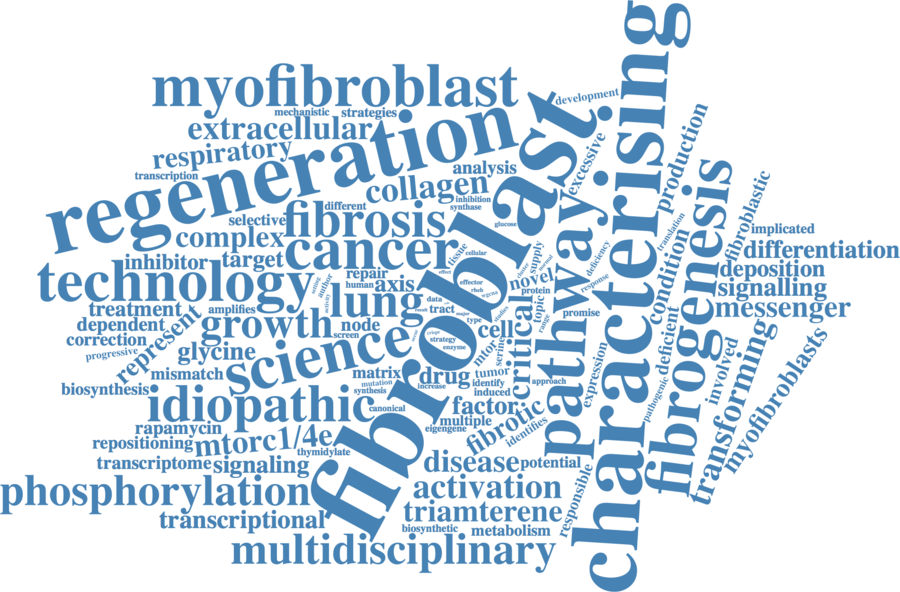 myofibroblast
mechanistic
strategies
extracellular
development
respiratory
regeneration
transcription
analysis
collagen
inhibition
synthase
selective
different
fibrosis
complex
glucose
inhibitor
target
cancer
tissue
cellular
technology
repair
human
axis
effect
effector
rheb
author
activity
lung
data
tract
major
type
treatment
amplifies
growth
node
screen
dependent
correction
progressive
represent
glycine
science
cell
strategy
enzyme
mtor
serine
studies
mismatch
matrix
mutation
synthesis
drug
increase
tumor
identify
induced
approach
biosynthesis
idiopathic
canonical
factor
multiple
eigengene
fibrotic
identifies
rapamycin
repositioning
mtorc1/4e
thymidylate
transcriptome
signaling
disease
potential
phosphorylation
activation
transcriptional
triamterene
biosynthetic
metabolism
multidisciplinary
fibroblast
characterising
pathway
critical
novel
protein
supply
topic
range
promise
excessive
deficiency
response
expression
responsible
production
translation
condition
deficient
pathogenic
fibrogenesis
fibroblastic
implicated
differentiation
deposition
signalling
messenger
involved
transforming
myofibroblasts